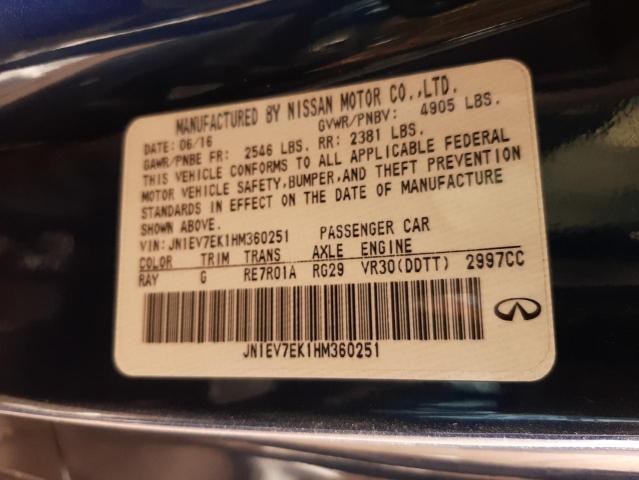 MANUFACTURED BY NISSAN MOTOR CO.,LTD.
DATE: 06/16 GVWR/PNBV: 4905 LBS.
GAWR/PNBE FR: 2546 LBS. RR: 2381 LBS.
THIS VEHICLE CONFORMS TO ALL APPLICABLE FEDERAL
MOTOR VEHICLE SAFETY,BUMPER,AND THEFT PREVENTION
STANDARDS IN EFFECT ON THE DATE OF MANUFACTURE
SHOWN ABOVE.
VIN: JN1EV7EK1HM360251 PASSENGER CAR
COLOR TRIM TRANS AXLE ENGINE
RAY G RE7R01A RG29 VR30(DDTT) 2997CC
JN1EV7EK1HM360251